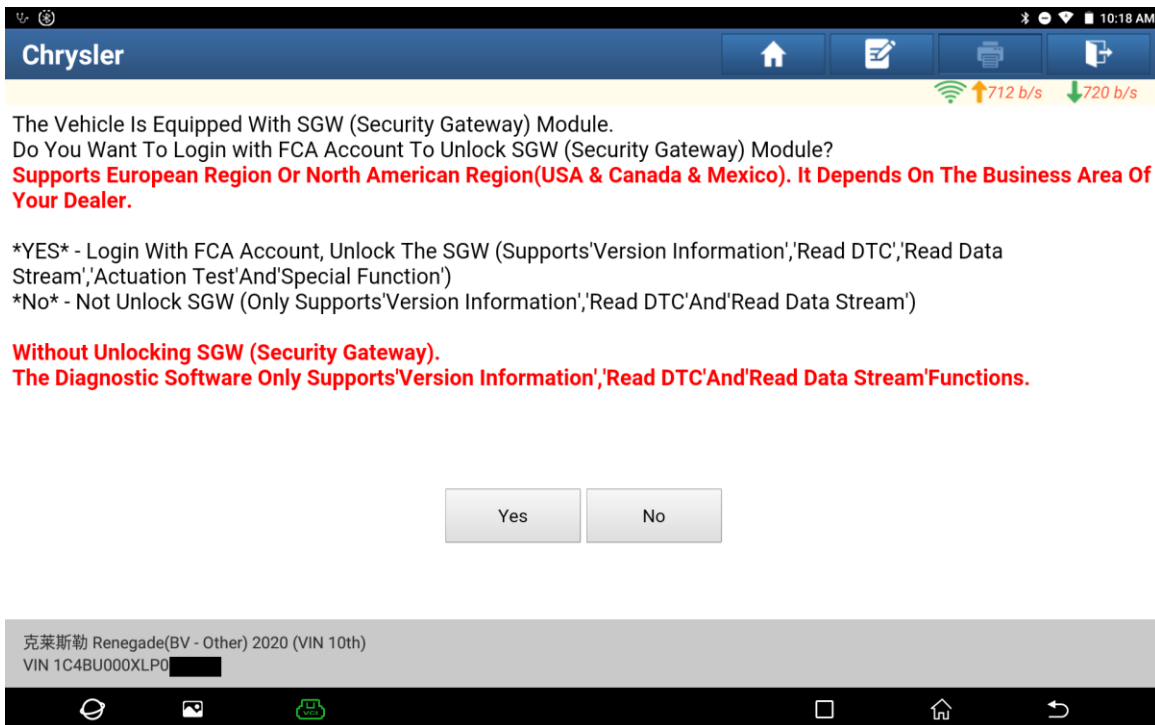 10:18 AM
Chrysler
712 b/s 720 b/s
The Vehicle Is Equipped With SGW (Security Gateway) Module.
Do You Want To Login with FCA Account To Unlock SGW (Security Gateway) Module?
Supports European Region Or North American Region(USA & Canada & Mexico). It Depends On The Business Area Of
Your Dealer.
*YES* - Login With FCA Account, Unlock The SGW (Supports'Version Information','Read DTC','Read Data
Stream','Actuation Test'And'Special Function')
*No* - Not Unlock SGW (Only Supports'Version Information','Read DTC'And'Read Data Stream')
Without Unlocking SGW (Security Gateway).
The Diagnostic Software Only Supports'Version Information','Read DTC'And'Read Data Stream'Functions.
Yes No
克莱斯勒 Renegade(BV - Other) 2020 (VIN 10th)
VIN 1C4BU000XLP0
VCI